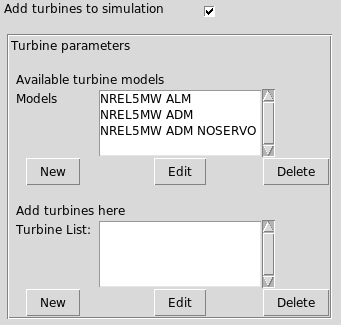 Add turbines to simulation
Turbine parameters
Available turbine models
Models
NREL5MW ALM
NREL5MW ADM
NREL5MW ADM NOSERVO
New Edit Delete
Add turbines here
Turbine List:
New Edit Delete